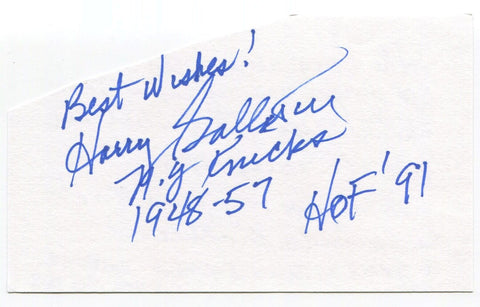 Best Wishes!
Harry Gallatin
N.Y Knicks
1948-57
HOF '91